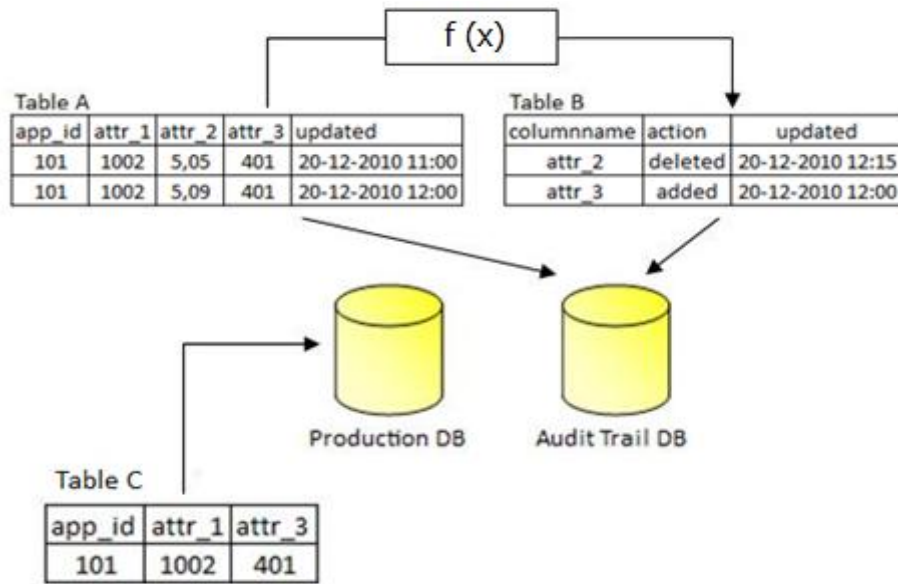 f (x)
Table A
app_id attr_1 attr_2 attr_3 updated
101 1002 5,05 401 20-12-2010 11:00
101 1002 5,09 401 20-12-2010 12:00
Table B
columnname action updated
attr_2 deleted 20-12-2010 12:15
attr_3 added 20-12-2010 12:00
Production DB
Audit Trail DB
Table C
app_id attr_1 attr_3
101 1002 401